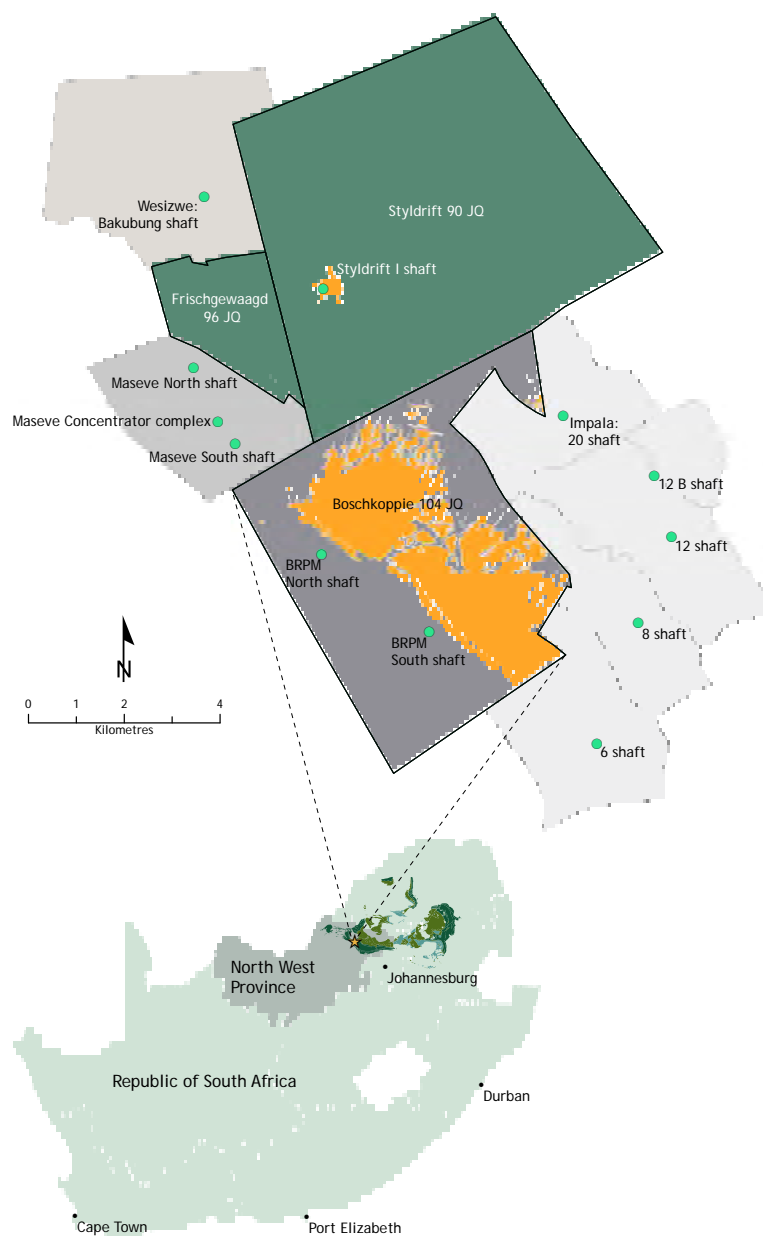 Wesizwe:
Bakubung shaft
Styldrift 90 JQ
Styldrift I shaft
Frischgewaagd
96 JQ
Maseve North shaft
Maseve Concentrator complex
Maseve South shaft
Impala:
20 shaft
12 B shaft
12 shaft
Boschkoppie 104 JQ
BRPM
North shaft
BRPM
South shaft
8 shaft
6 shaft
N
0 1 2 4
Kilometres
North West
Province
Johannesburg
Republic of South Africa
Durban
Cape Town
Port Elizabeth